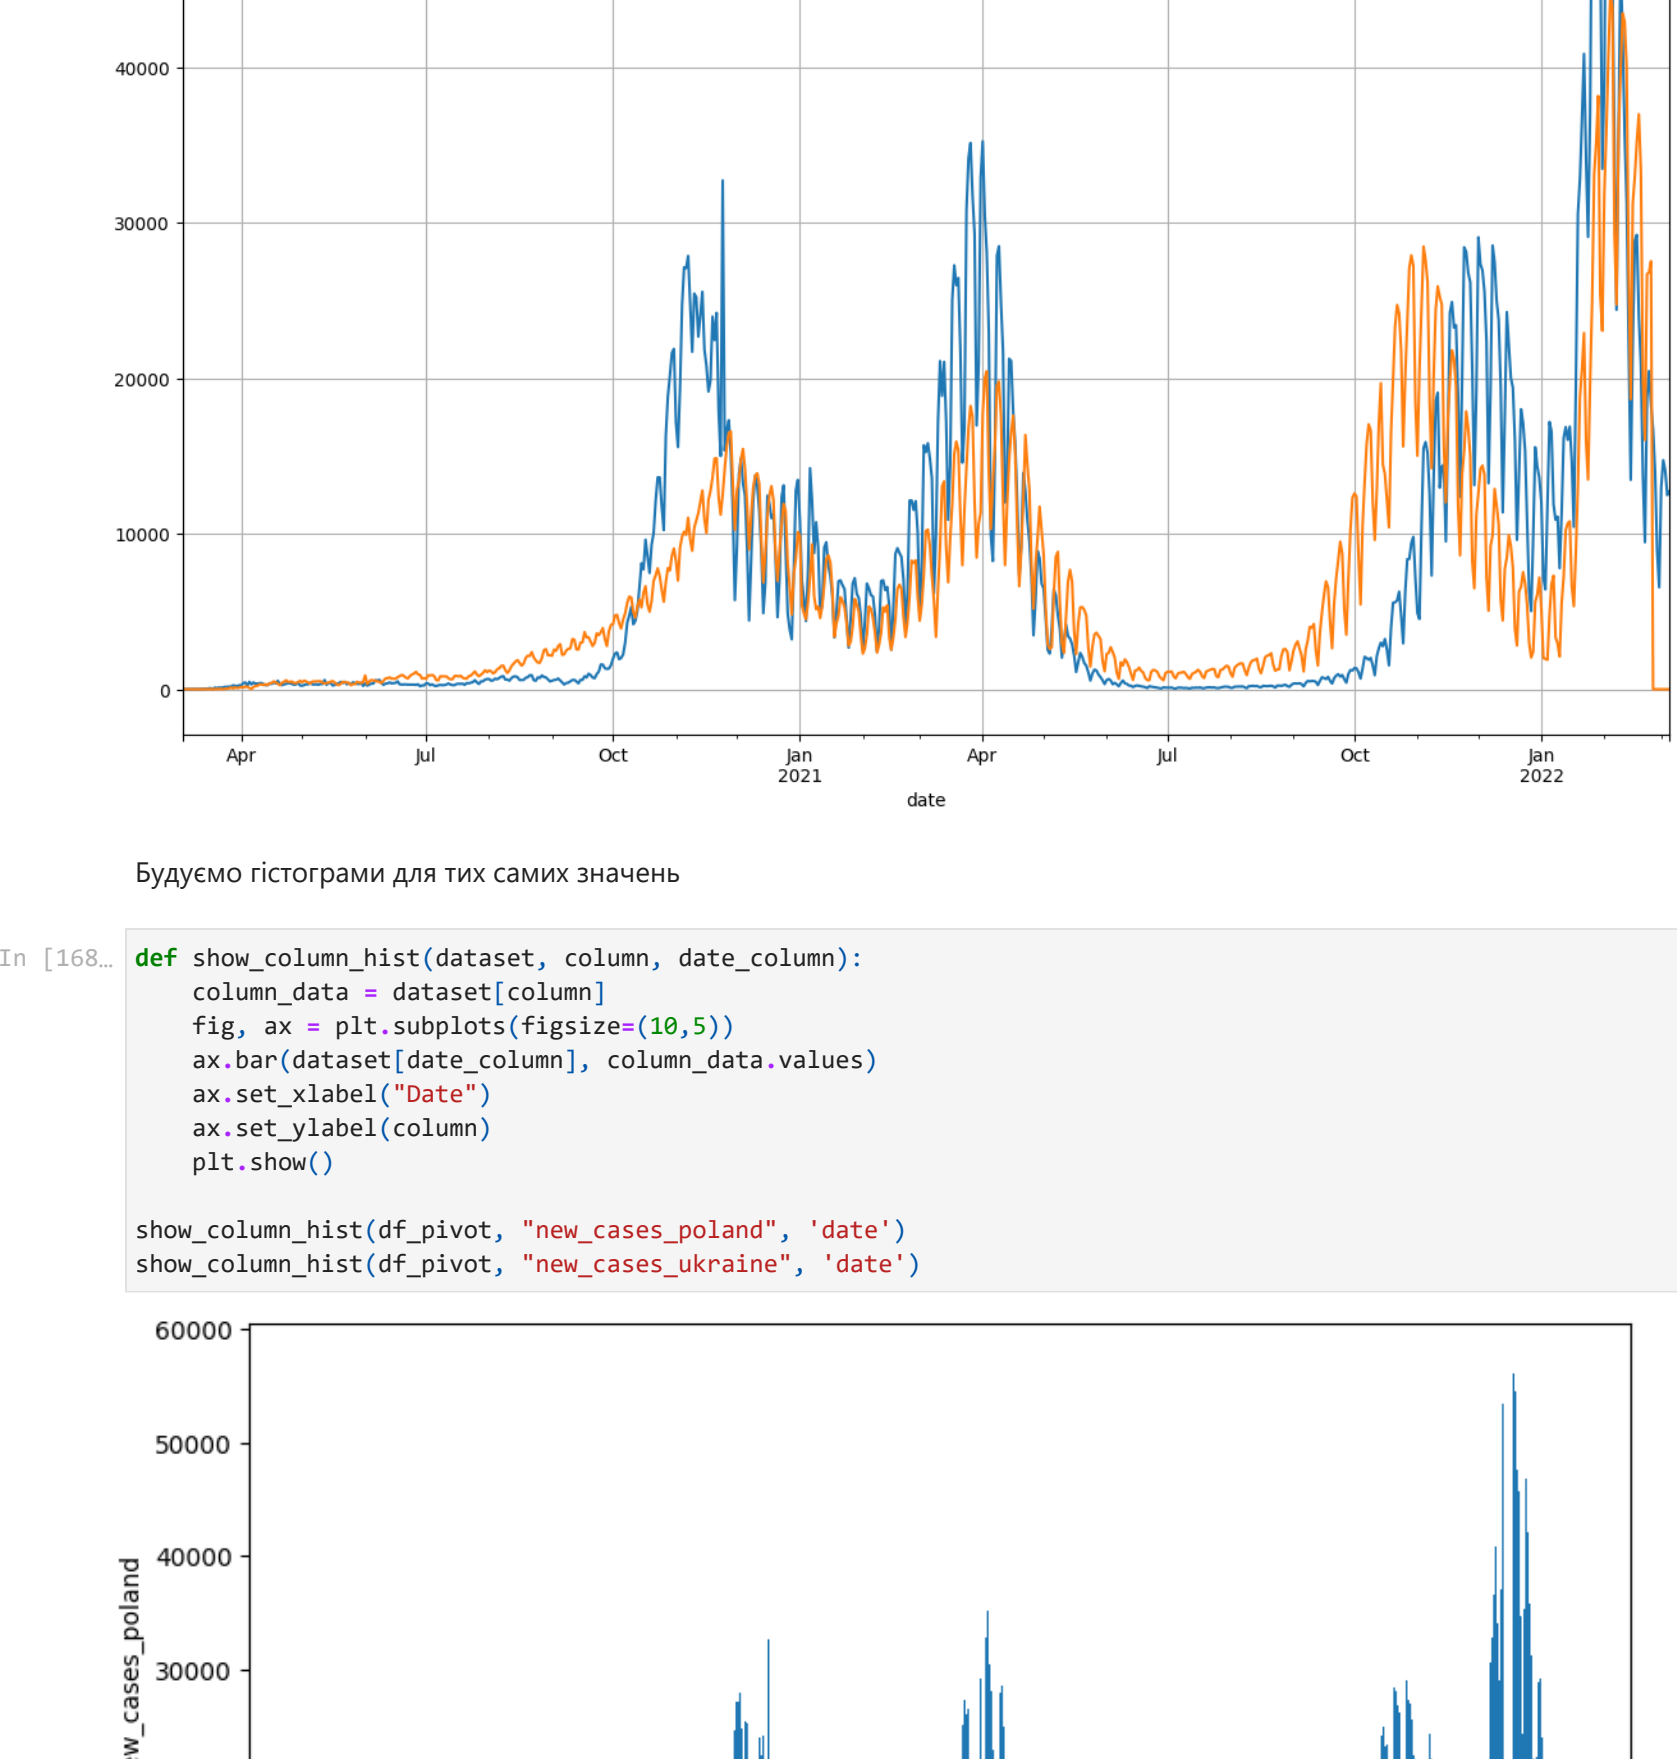 40000
30000
20000
10000
0
Apr Jul Oct Jan Apr Jul Oct Jan
2021 2022
date
Будуємо гістограми для тих самих значень
In [168…
def show_column_hist(dataset, column, date_column):
    column_data = dataset[column]
    fig, ax = plt.subplots(figsize=(10,5))
    ax.bar(dataset[date_column], column_data.values)
    ax.set_xlabel("Date")
    ax.set_ylabel(column)
    plt.show()
show_column_hist(df_pivot, "new_cases_poland", 'date')
show_column_hist(df_pivot, "new_cases_ukraine", 'date')
60000
50000
40000
30000
ew_cases_poland